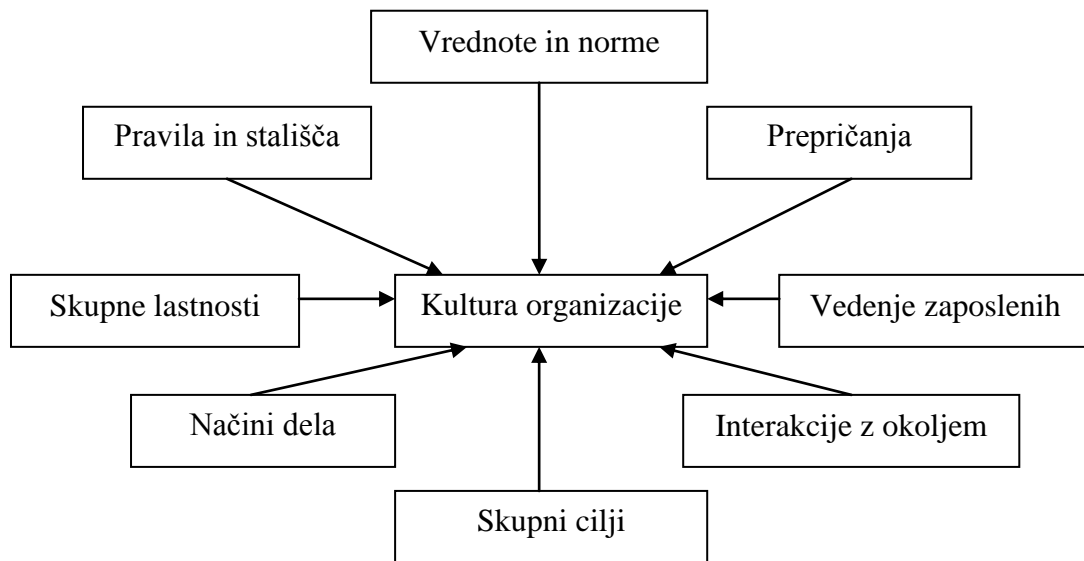 Vrednote in norme
Pravila in stališča
Prepričanja
Skupne lastnosti
Kultura organizacije
Vedenje zaposlenih
Načini dela
Interakcije z okoljem
Skupni cilji